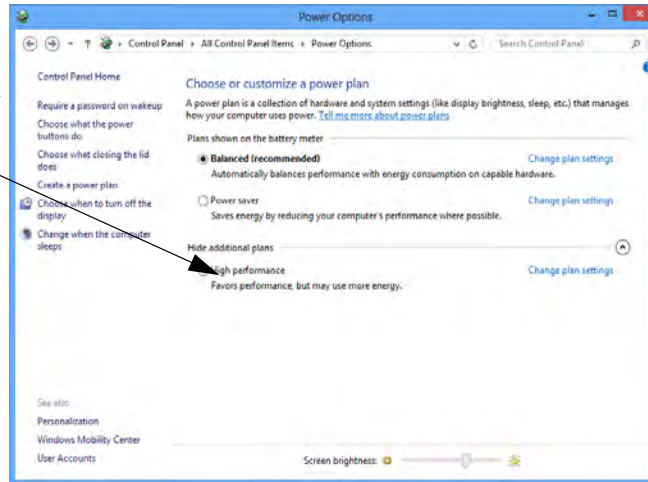 Power Options
Control Panel ▸ All Control Panel Items ▸ Power Options
Search Control Panel
Control Panel Home
Require a password on wakeup
Choose what the power
buttons do
Choose what closing the lid
does
Create a power plan
Choose when to turn off the
display
Change when the computer
sleeps
Choose or customize a power plan
A power plan is a collection of hardware and system settings (like display brightness, sleep, etc.) that manages
how your computer uses power. Tell me more about power plans
Plans shown on the battery meter
Balanced (recommended) Change plan settings
Automatically balances performance with energy consumption on capable hardware.
Power saver Change plan settings
Saves energy by reducing your computer's performance where possible.
Hide additional plans
High performance Change plan settings
Favors performance, but may use more energy.
See also
Personalization
Windows Mobility Center
User Accounts
Screen brightness: